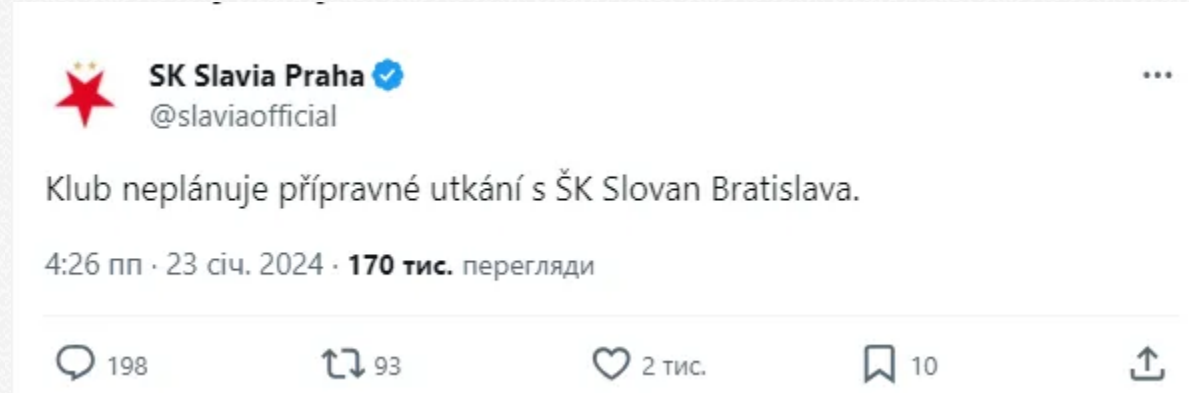 SK Slavia Praha
@slaviaofficial
Klub neplánuje přípravné utkání s ŠK Slovan Bratislava.
4:26 пп · 23 січ. 2024 · 170 тис. перегляди
198 93 2 тис. 10